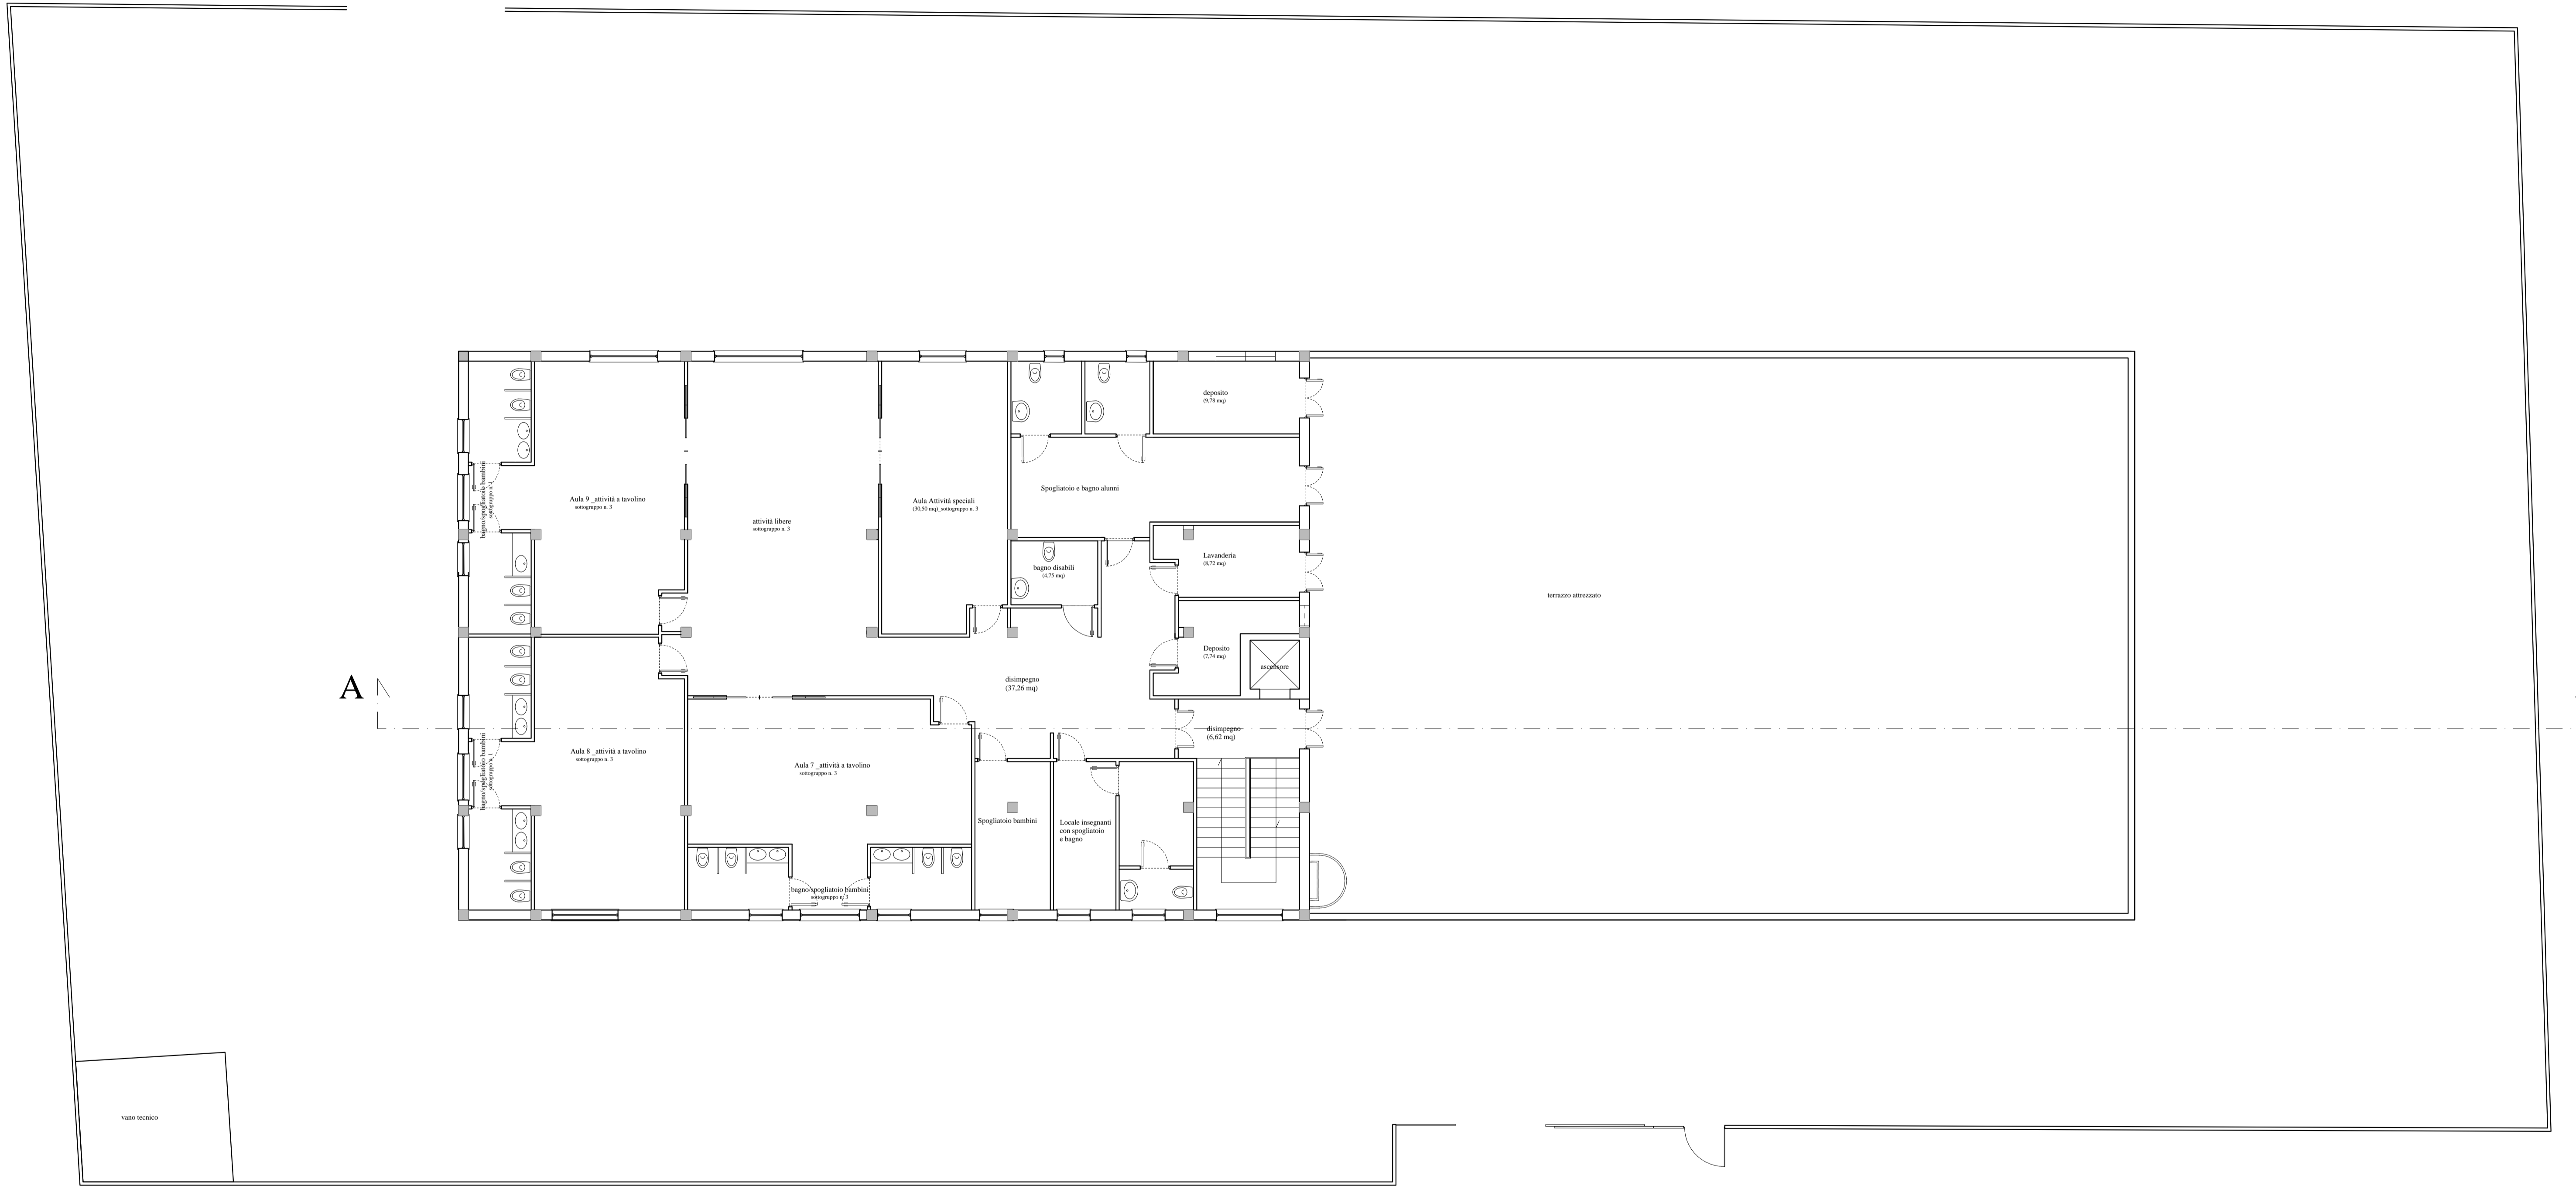 deposito
(9,78 mq)
bagno/spogliatoio bambini
sottogruppo n. 3
Aula 9 _attività a tavolino
sottogruppo n. 3
attività libere
sottogruppo n. 3
Aula Attività speciali
(30,50 mq)_sottogruppo n. 3
Spogliatoio e bagno alunni
Lavanderia
(8,72 mq)
bagno disabili
(4,75 mq)
terrazzo attrezzato
Deposito
(7,74 mq)
ascensore
A
disimpegno
(37,26 mq)
disimpegno
(6,62 mq)
bagno/spogliatoio bambini
Aula 8 _attività a tavolino
sottogruppo n. 3
Aula 7 _attività a tavolino
sottogruppo n. 3
Spogliatoio bambini
Locale insegnanti
con spogliatoio
e bagno
bagno/spogliatoio bambini
sottogruppo n. 3
vano tecnico